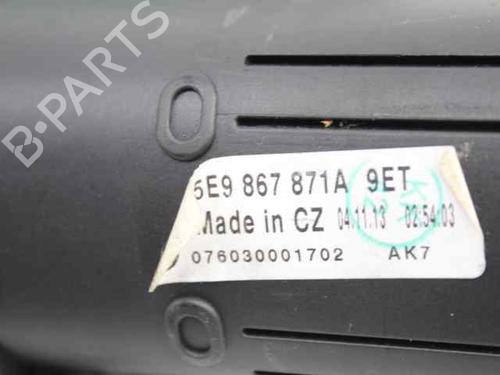 B-PARTS
5E9 867 871A 9ET
Made in CZ 04.11.13 02:54:03
076030001702 AK7